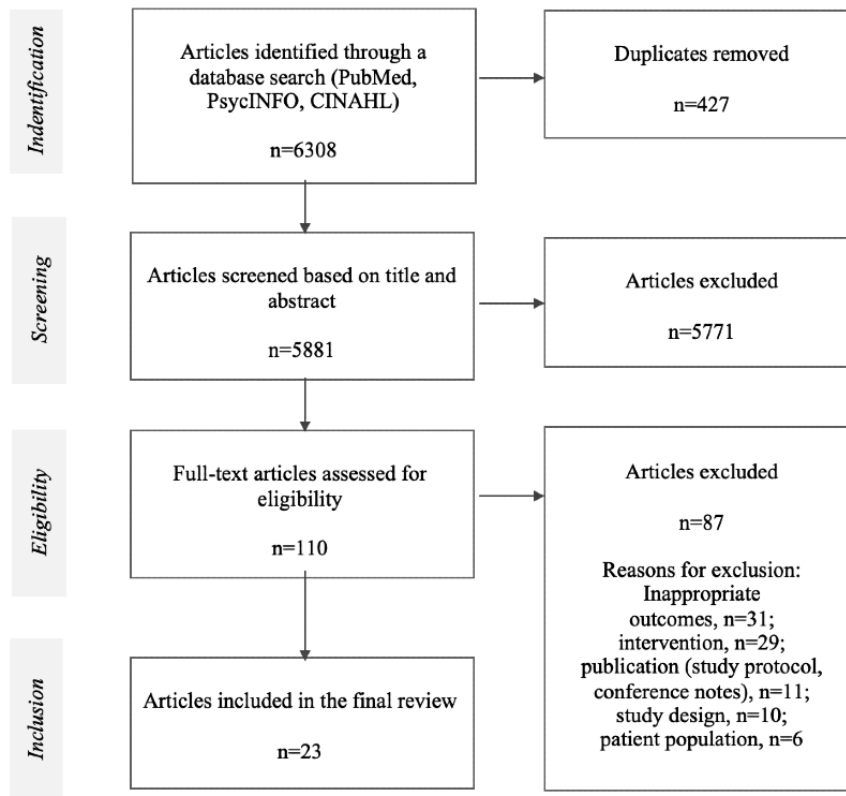 Indentification
Articles identified through a
database search (PubMed,
PsycINFO, CINAHL)
n=6308
Duplicates removed
n=427
Screening
Articles screened based on title and
abstract
n=5881
Articles excluded
n=5771
Eligibility
Full-text articles assessed for
eligibility
n=110
Articles excluded
n=87
Reasons for exclusion:
Inappropriate
outcomes, n=31;
intervention, n=29;
publication (study protocol,
conference notes), n=11;
study design, n=10;
patient population, n=6
Inclusion
Articles included in the final review
n=23